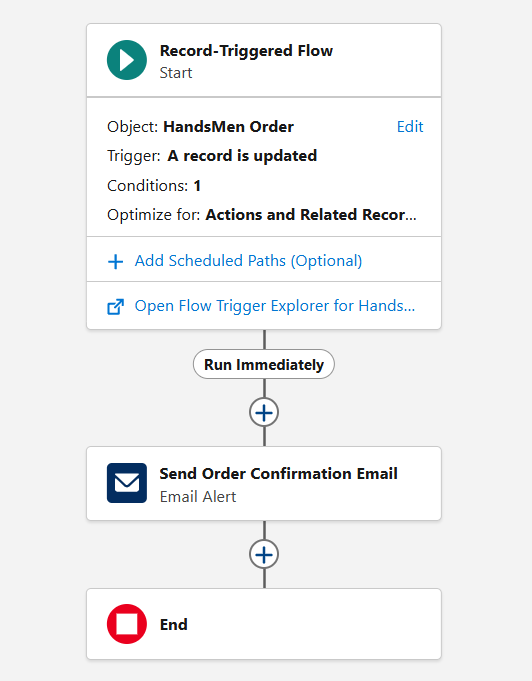 Record-Triggered Flow
Start
Object: HandsMen Order
Edit
Trigger: A record is updated
Conditions: 1
Optimize for: Actions and Related Recor...
Add Scheduled Paths (Optional)
Open Flow Trigger Explorer for Hands...
Run Immediately
Send Order Confirmation Email
Email Alert
End